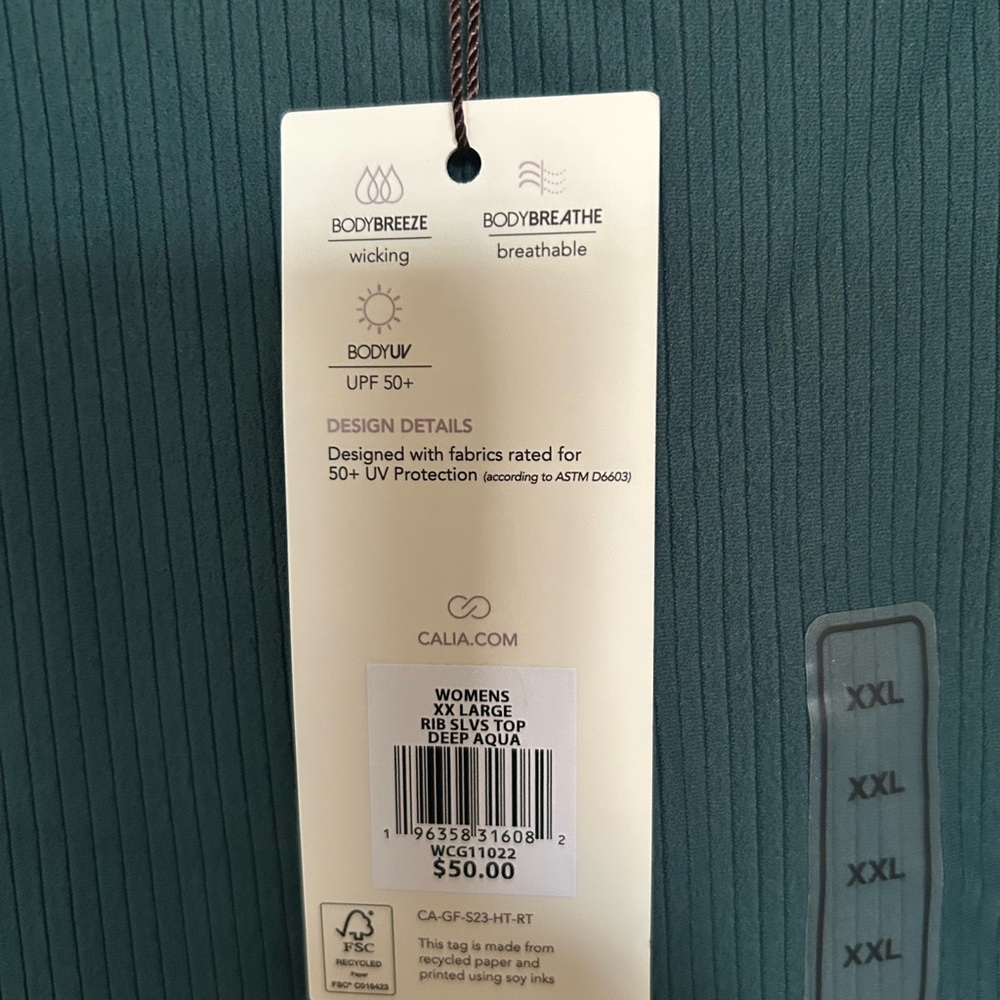 BODYBREEZE
wicking
BODYBREATHE
breathable
BODYUV
UPF 50+
DESIGN DETAILS
Designed with fabrics rated for
50+ UV Protection (according to ASTM D6603)
CALIA.COM
WOMENS
XX LARGE
RIB SLVS TOP
DEEP AQUA
1 96358 31608 2
WCG11022
$50.00
FSC
RECYCLED
Paper
FSC® C016423
CA-GF-S23-HT-RT
This tag is made from
recycled paper and
printed using soy inks
XXL
XXL
XXL
XXL